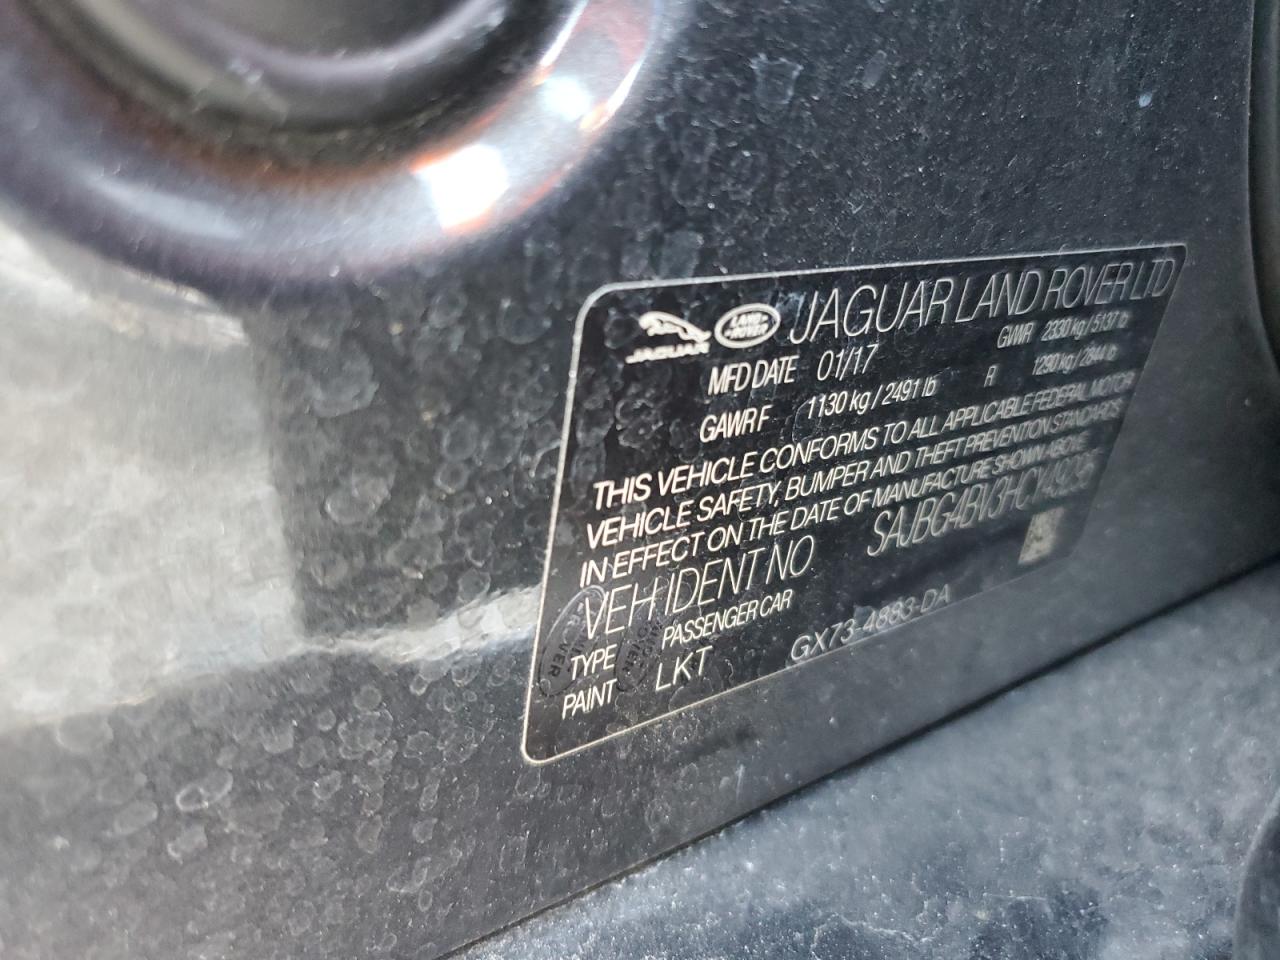 JAGUAR LAND-ROVER JAGUAR LAND ROVER LTD
MFD DATE 01/17 GWR 2330 kg / 5137 lb
GAWR F 1130 kg / 2491 lb R 1290 kg / 2844 lb
THIS VEHICLE CONFORMS TO ALL APPLICABLE FEDERAL MOTOR
VEHICLE SAFETY, BUMPER AND THEFT PREVENTION STANDARDS
IN EFFECT ON THE DATE OF MANUFACTURE SHOWN ABOVE.
VEH IDENT NO
TYPE PASSENGER CAR
PAINT LKT GX73-4883-DA